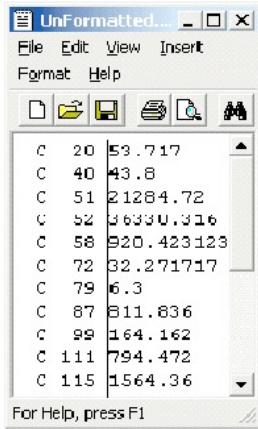 UnFormatted....
File Edit View Insert
Format Help
C 20 53.717
C 40 43.8
C 51 21284.72
C 52 36330.316
C 58 920.423123
C 72 32.271717
C 79 6.3
C 87 811.836
C 99 164.162
C 111 794.472
C 115 1564.36
For Help, press F1